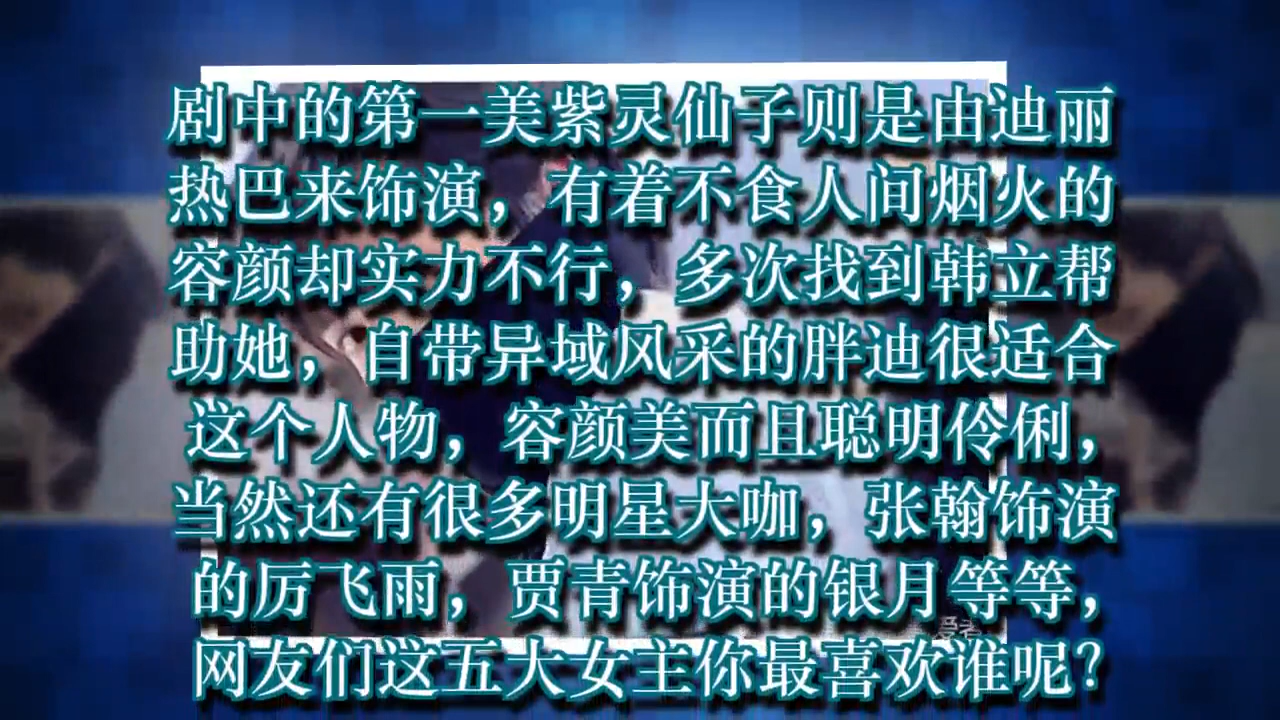 剧中的第一美紫灵仙子则是由迪丽
热巴来饰演，有着不食人间烟火的
容颜却实力不行，多次找到韩立帮
助她，自带异域风采的胖迪很适合
这个人物，容颜美而且聪明伶俐，
当然还有很多明星大咖，张翰饰演
的厉飞雨，贾青饰演的银月等等，
网友们这五大女主你最喜欢谁呢？